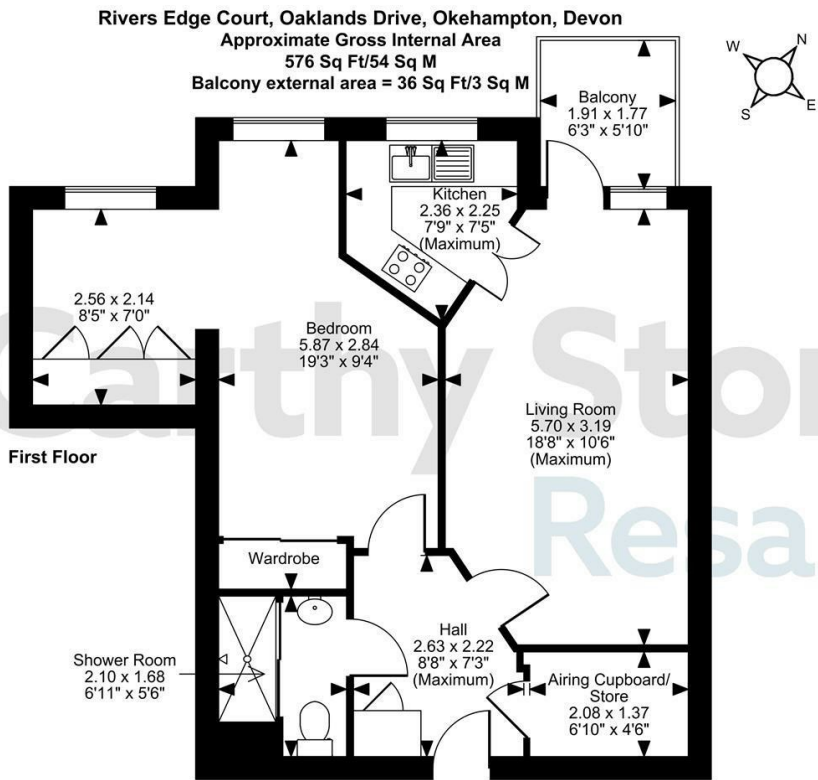 Rivers Edge Court, Oaklands Drive, Okehampton, Devon
Approximate Gross Internal Area
576 Sq Ft/54 Sq M
Balcony external area = 36 Sq Ft/3 Sq M
W
N
S
E
Balcony
1.91 x 1.77
6'3" x 5'10"
Kitchen
2.36 x 2.25
7'9" x 7'5"
(Maximum)
2.56 x 2.14
8'5" x 7'0"
Bedroom
5.87 x 2.84
19'3" x 9'4"
Living Room
5.70 x 3.19
18'8" x 10'6"
(Maximum)
Carthy Ston
First Floor
Resa
Wardrobe
Hall
2.63 x 2.22
8'8" x 7'3"
(Maximum)
Shower Room
2.10 x 1.68
6'11" x 5'6"
Airing Cupboard/
Store
2.08 x 1.37
6'10" x 4'6"